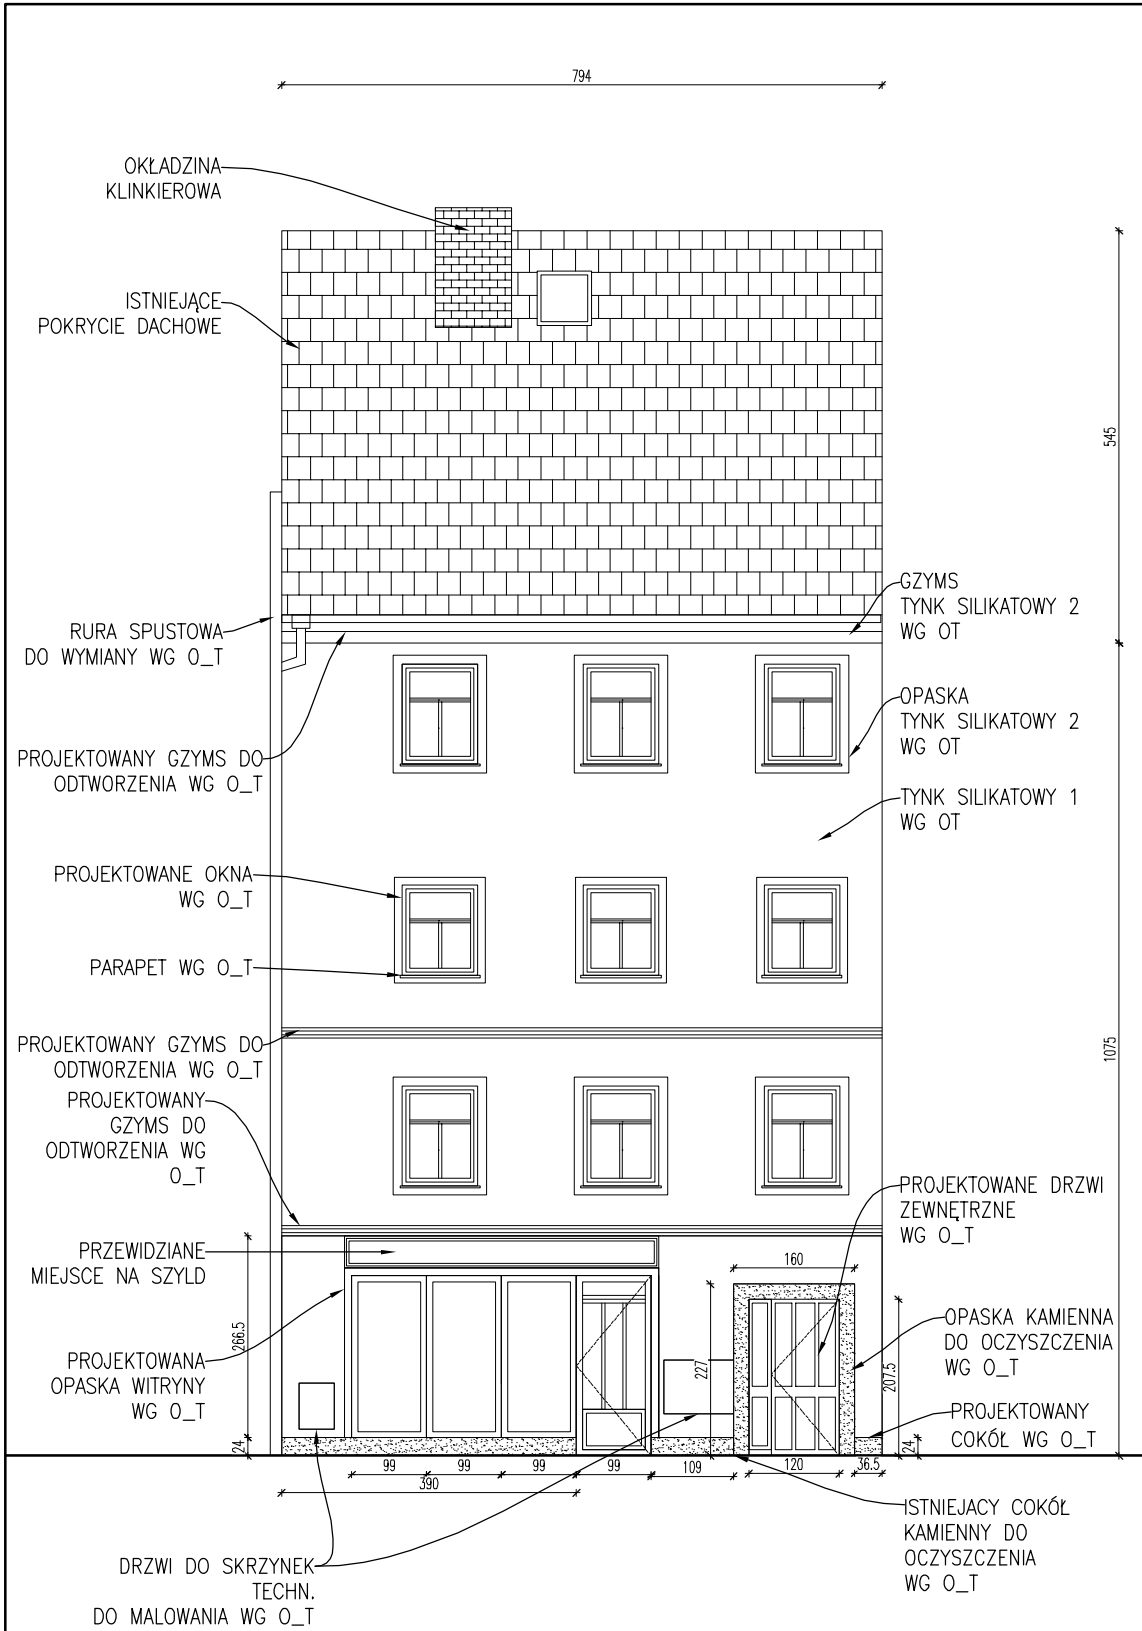 794
OKŁADZINA
KLINKIEROWA
ISTNIEJĄCE
POKRYCIE DACHOWE
545
GZYMS
TYNK SILIKATOWY 2
WG OT
RURA SPUSTOWA
DO WYMIANY WG O_T
OPASKA
TYNK SILIKATOWY 2
WG OT
PROJEKTOWANY GZYMS DO
ODTWORZENIA WG O_T
TYNK SILIKATOWY 1
WG OT
PROJEKTOWANE OKNA
WG O_T
PARAPET WG O_T
PROJEKTOWANY GZYMS DO
ODTWORZENIA WG O_T
1075
PROJEKTOWANY
GZYMS DO
ODTWORZENIA WG
O_T
PROJEKTOWANE DRZWI
ZEWNĘTRZNE
WG O_T
PRZEWIDZIANE
MIEJSCE NA SZYLD
160
266.5
OPASKA KAMIENNA
DO OCZYSZCZENIA
WG O_T
PROJEKTOWANA
OPASKA WITRYNY
WG O_T
227
207.5
PROJEKTOWANY
COKÓŁ WG O_T
24
24
99
99
99
99
109
120
36.5
390
ISTNIEJACY COKÓŁ
KAMIENNY DO
OCZYSZCZENIA
WG O_T
DRZWI DO SKRZYNEK
TECHN.
DO MALOWANIA WG O_T